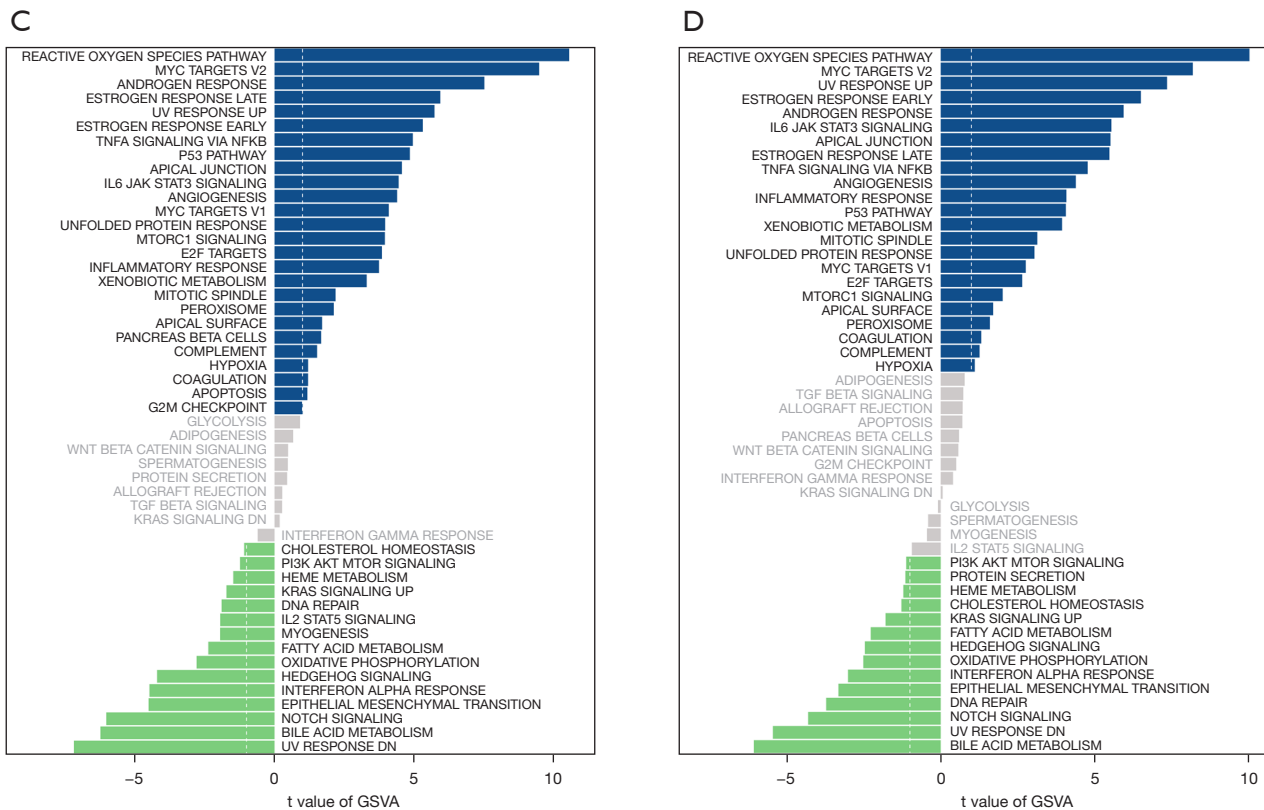 C
REACTIVE OXYGEN SPECIES PATHWAY
MYC TARGETS V2
ANDROGEN RESPONSE
ESTROGEN RESPONSE LATE
UV RESPONSE UP
ESTROGEN RESPONSE EARLY
TNFA SIGNALING VIA NFKB
P53 PATHWAY
APICAL JUNCTION
IL6 JAK STAT3 SIGNALING
ANGIOGENESIS
MYC TARGETS V1
UNFOLDED PROTEIN RESPONSE
MTORC1 SIGNALING
E2F TARGETS
INFLAMMATORY RESPONSE
XENOBIOTIC METABOLISM
MITOTIC SPINDLE
PEROXISOME
APICAL SURFACE
PANCREAS BETA CELLS
COMPLEMENT
HYPOXIA
COAGULATION
APOPTOSIS
G2M CHECKPOINT
GLYCOLYSIS
ADIPOGENESIS
WNT BETA CATENIN SIGNALING
SPERMATOGENESIS
PROTEIN SECRETION
ALLOGRAFT REJECTION
TGF BETA SIGNALING
KRAS SIGNALING DN
INTERFERON GAMMA RESPONSE
CHOLESTEROL HOMEOSTASIS
PI3K AKT MTOR SIGNALING
HEME METABOLISM
KRAS SIGNALING UP
DNA REPAIR
IL2 STAT5 SIGNALING
MYOGENESIS
FATTY ACID METABOLISM
OXIDATIVE PHOSPHORYLATION
HEDGEHOG SIGNALING
INTERFERON ALPHA RESPONSE
EPITHELIAL MESENCHYMAL TRANSITION
NOTCH SIGNALING
BILE ACID METABOLISM
UV RESPONSE DN
−5 0 5 10
t value of GSVA
D
REACTIVE OXYGEN SPECIES PATHWAY
MYC TARGETS V2
UV RESPONSE UP
ESTROGEN RESPONSE EARLY
ANDROGEN RESPONSE
IL6 JAK STAT3 SIGNALING
APICAL JUNCTION
ESTROGEN RESPONSE LATE
TNFA SIGNALING VIA NFKB
ANGIOGENESIS
INFLAMMATORY RESPONSE
P53 PATHWAY
XENOBIOTIC METABOLISM
MITOTIC SPINDLE
UNFOLDED PROTEIN RESPONSE
MYC TARGETS V1
E2F TARGETS
MTORC1 SIGNALING
APICAL SURFACE
PEROXISOME
COAGULATION
COMPLEMENT
HYPOXIA
ADIPOGENESIS
TGF BETA SIGNALING
ALLOGRAFT REJECTION
APOPTOSIS
PANCREAS BETA CELLS
WNT BETA CATENIN SIGNALING
G2M CHECKPOINT
INTERFERON GAMMA RESPONSE
KRAS SIGNALING DN
GLYCOLYSIS
SPERMATOGENESIS
MYOGENESIS
IL2 STAT5 SIGNALING
PI3K AKT MTOR SIGNALING
PROTEIN SECRETION
HEME METABOLISM
CHOLESTEROL HOMEOSTASIS
KRAS SIGNALING UP
FATTY ACID METABOLISM
HEDGEHOG SIGNALING
OXIDATIVE PHOSPHORYLATION
INTERFERON ALPHA RESPONSE
EPITHELIAL MESENCHYMAL TRANSITION
DNA REPAIR
NOTCH SIGNALING
UV RESPONSE DN
BILE ACID METABOLISM
−5 0 5 10
t value of GSVA